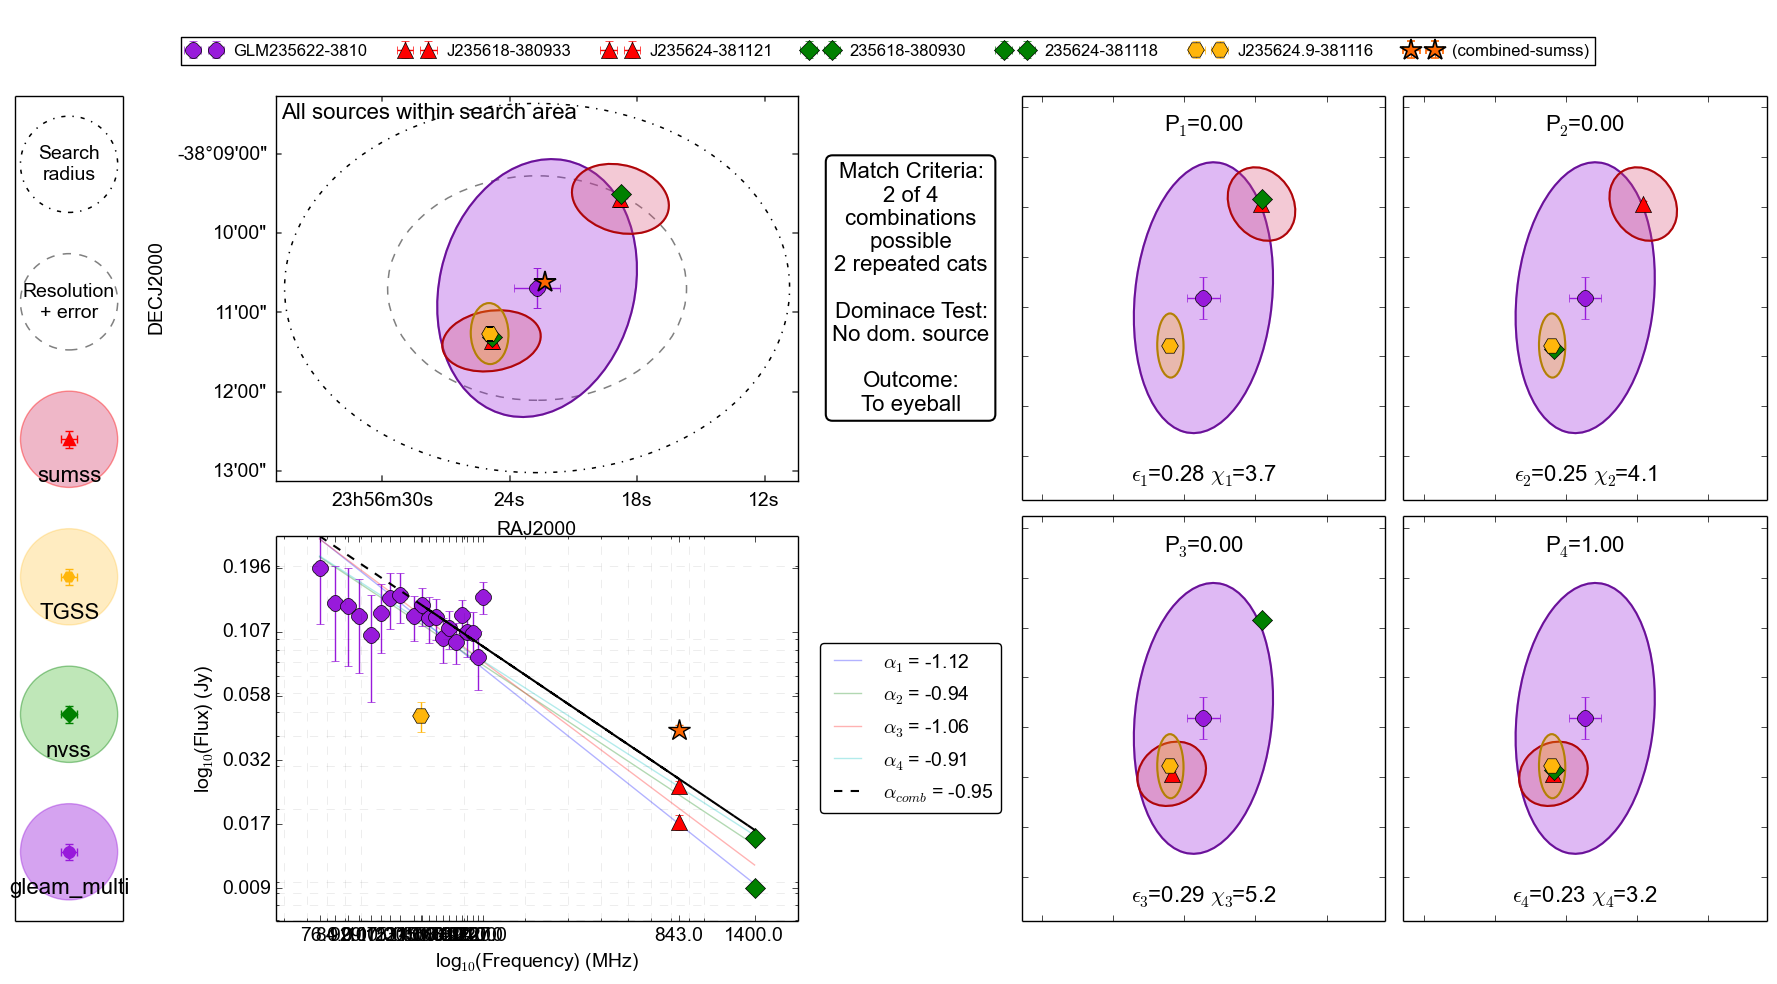 GLM235622-3810 J235618-380933 J235624-381121 235618-380930 235624-381118 J235624.9-381116 (combined-sumss)
Search
radius
Resolution
+ error
sumss
TGSS
nvss
gleam_multi
All sources within search area
DECJ2000
-38°09'00"
10'00"
11'00"
12'00"
13'00"
23h56m30s 24s 18s 12s
RAJ2000
Match Criteria:
2 of 4
combinations
possible
2 repeated cats
Dominace Test:
No dom. source
Outcome:
To eyeball
P1=0.00
ϵ1=0.28 χ1=3.7
P2=0.00
ϵ2=0.25 χ2=4.1
P3=0.00
ϵ3=0.29 χ3=5.2
P4=1.00
ϵ4=0.23 χ4=3.2
log10(Flux) (Jy)
0.196
0.107
0.058
0.032
0.017
0.009
843.0 1400.0
log10(Frequency) (MHz)
α1 = -1.12
α2 = -0.94
α3 = -1.06
α4 = -0.91
αcomb = -0.95